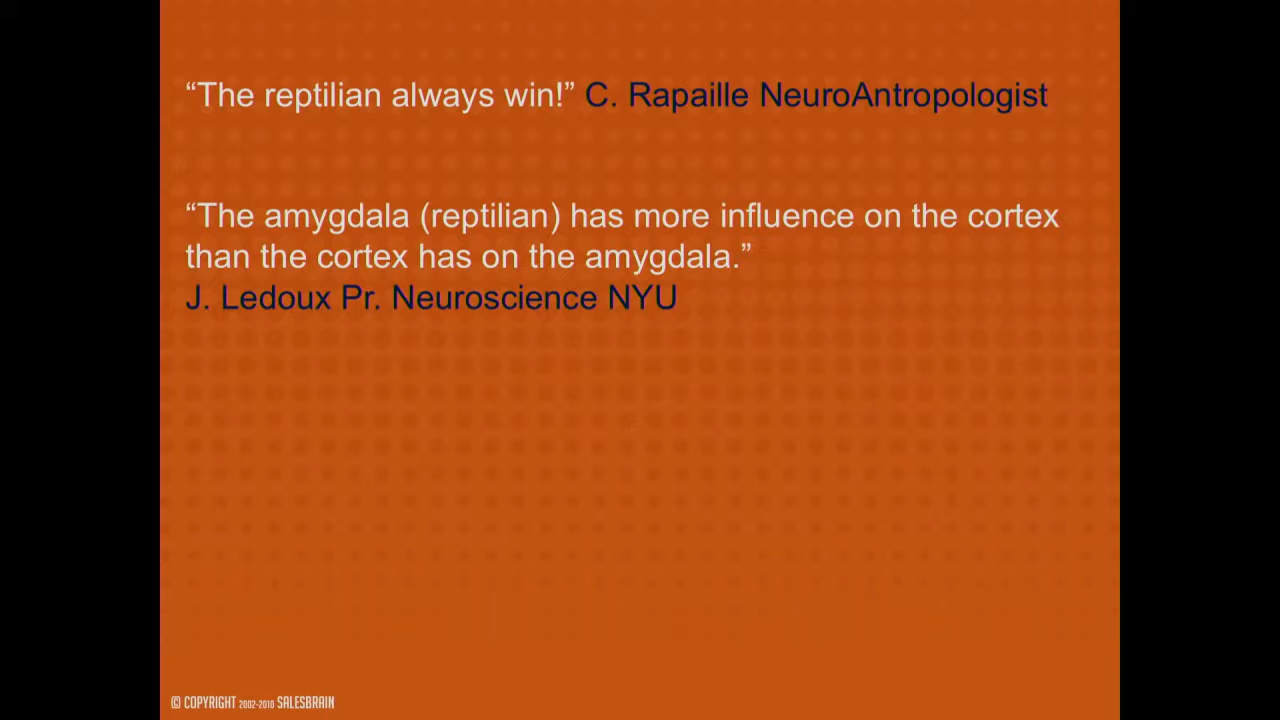 “The reptilian always win!” C. Rapaille NeuroAntropologist
“The amygdala (reptilian) has more influence on the cortex
than the cortex has on the amygdala.”
J. Ledoux Pr. Neuroscience NYU
© COPYRIGHT 2002-2010 SALESBRAIN